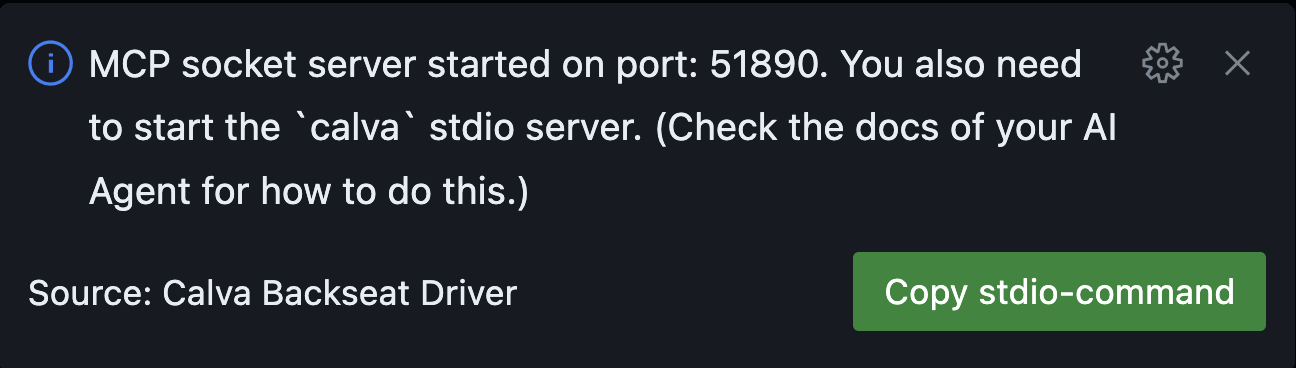 MCP socket server started on port: 51890. You also need
to start the `calva` stdio server. (Check the docs of your AI
Agent for how to do this.)
Source: Calva Backseat Driver
Copy stdio-command